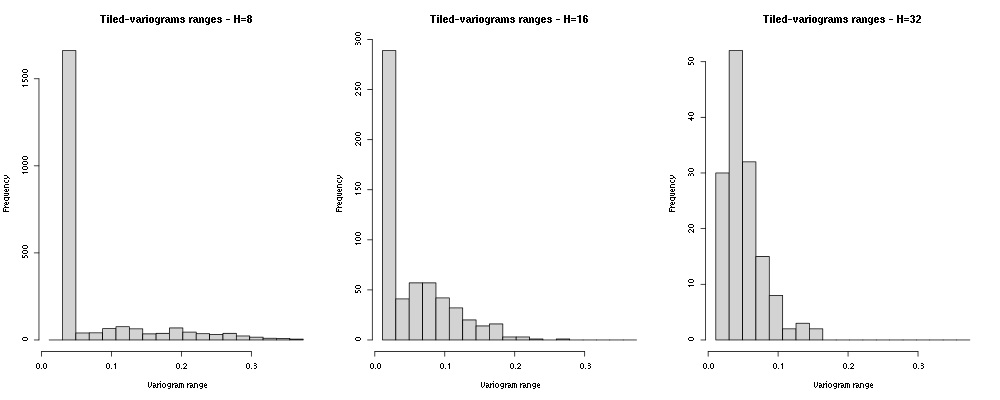 Tiled-variograms ranges - H=8
Frequency
1500
1000
500
0
0.0 0.1 0.2 0.3
Variogram range
Tiled-variograms ranges - H=16
Frequency
300
250
200
150
100
50
0
0.0 0.1 0.2 0.3
Variogram range
Tiled-variograms ranges - H=32
Frequency
50
40
30
20
10
0
0.0 0.1 0.2 0.3
Variogram range